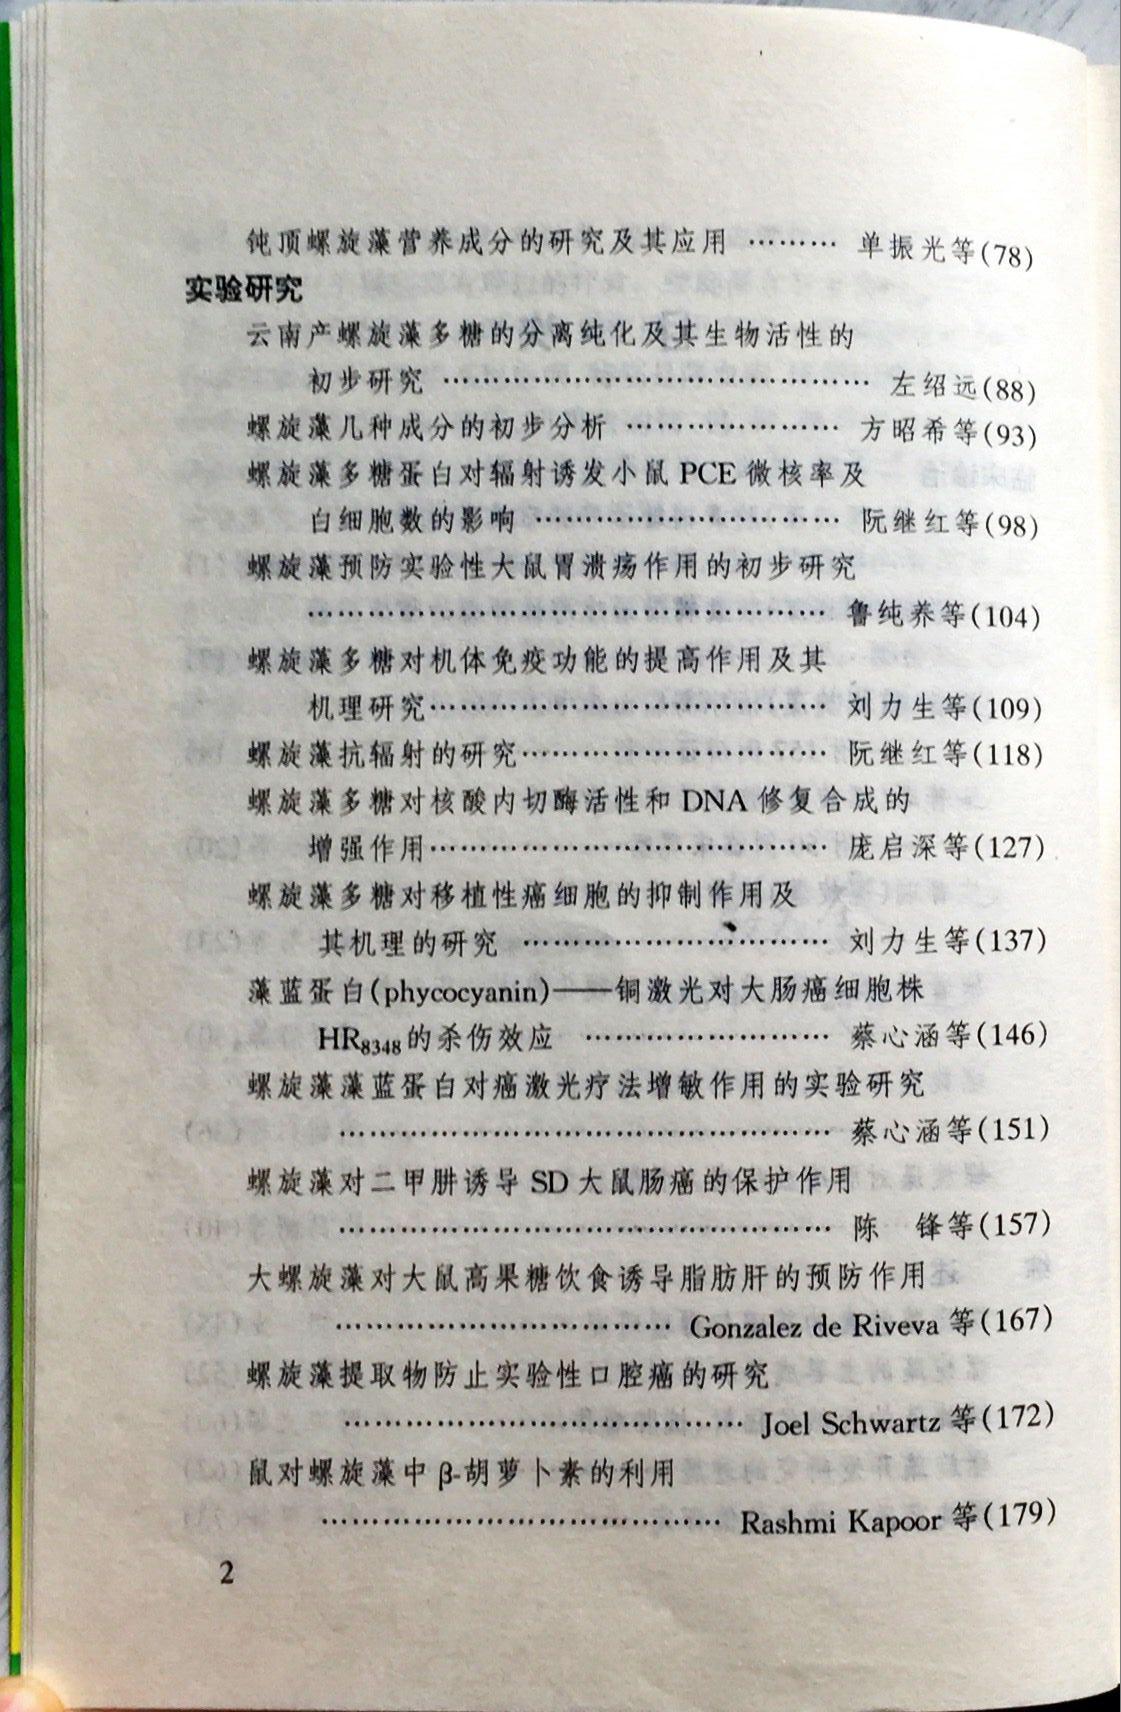 钝顶螺旋藻营养成分的研究及其应用 ……… 单振光等(78)
实验研究
云南产螺旋藻多糖的分离纯化及其生物活性的
初步研究 …………………………………… 左绍远(88)
螺旋藻几种成分的初步分析 ………………… 方昭希等(93)
螺旋藻多糖蛋白对辐射诱发小鼠 PCE 微核率及
白细胞数的影响 ………………………… 阮继红等(98)
螺旋藻预防实验性大鼠胃溃疡作用的初步研究
…………………………………………… 鲁纯养等(104)
螺旋藻多糖对机体免疫功能的提高作用及其
机理研究………………………………… 刘力生等(109)
螺旋藻抗辐射的研究………………………… 阮继红等(118)
螺旋藻多糖对核酸内切酶活性和 DNA 修复合成的
增强作用………………………………… 庞启深等(127)
螺旋藻多糖对移植性癌细胞的抑制作用及
其机理的研究 ………………………… 刘力生等(137)
藻蓝蛋白(phycocyanin)——铜激光对大肠癌细胞株
HR8348的杀伤效应 …………………… 蔡心涵等(146)
螺旋藻藻蓝蛋白对癌激光疗法增敏作用的实验研究
………………………………………… 蔡心涵等(151)
螺旋藻对二甲肼诱导 SD 大鼠肠癌的保护作用
………………………………………… 陈　锋等(157)
大螺旋藻对大鼠高果糖饮食诱导脂肪肝的预防作用
…………………………… Gonzalez de Riveva 等(167)
螺旋藻提取物防止实验性口腔癌的研究
………………………………… Joel Schwartz 等(172)
鼠对螺旋藻中 β-胡萝卜素的利用
………………………………… Rashmi Kapoor 等(179)
2